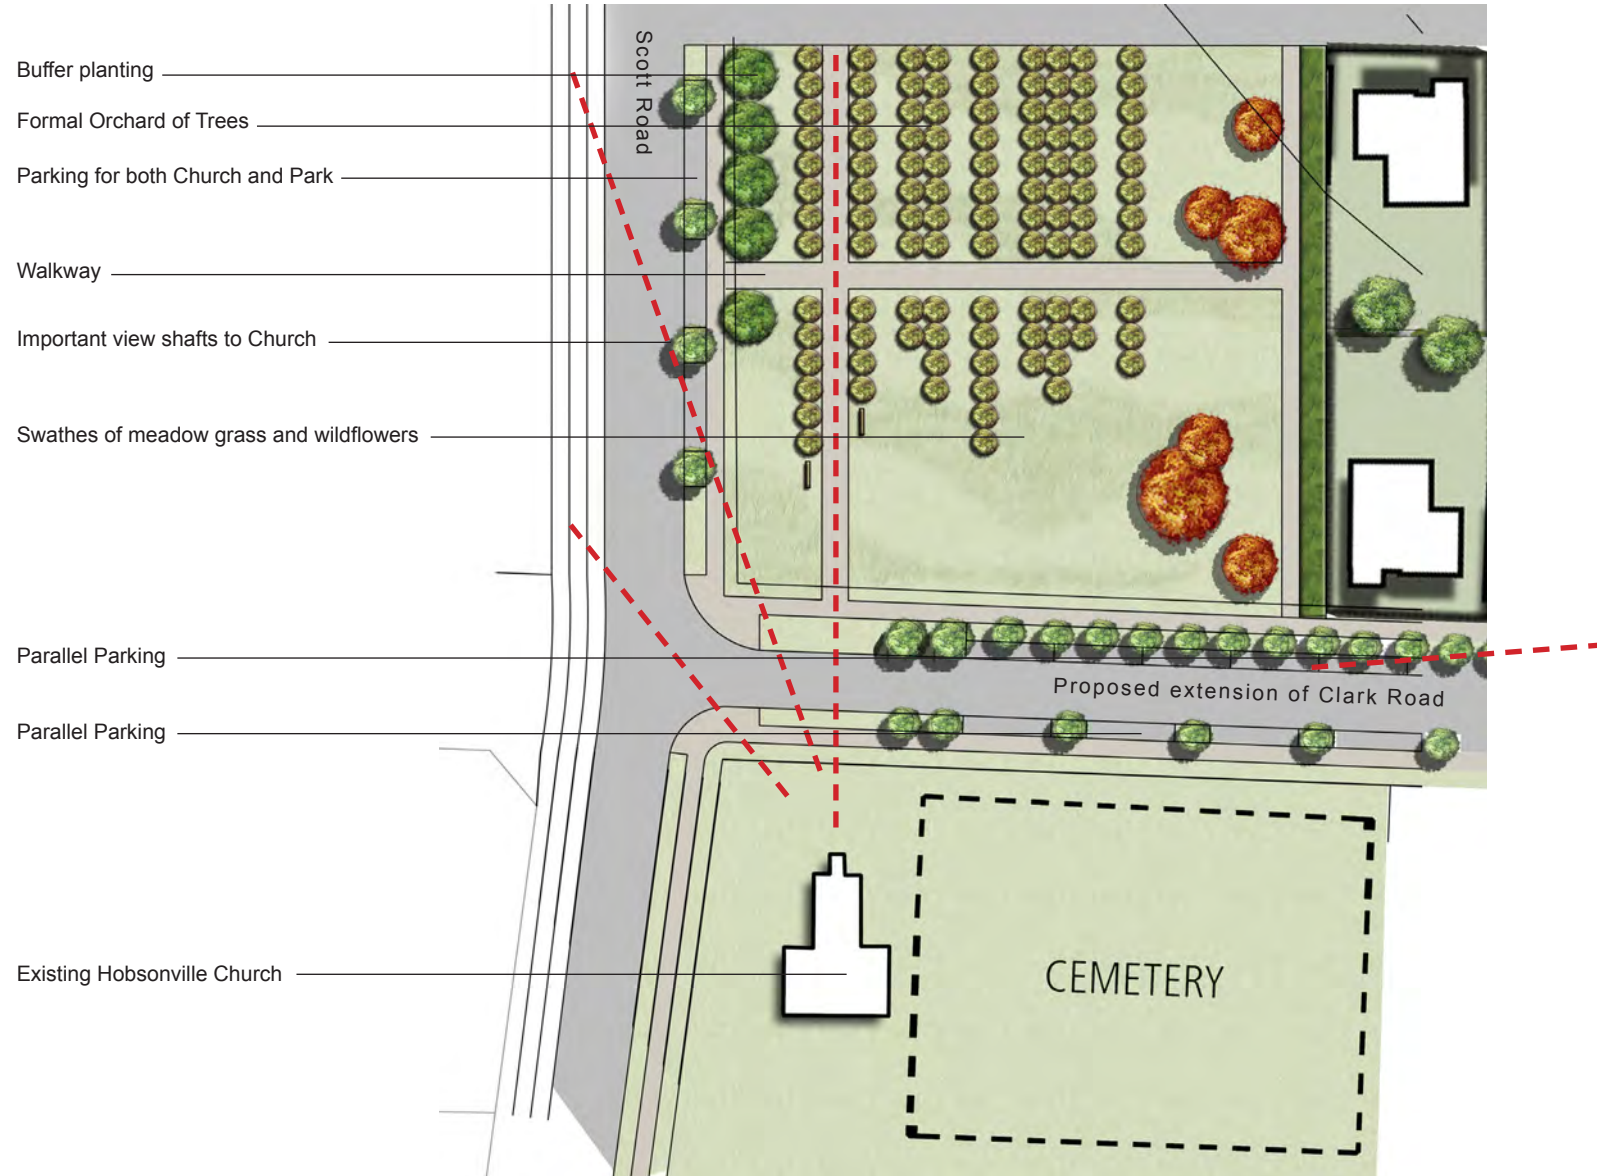 Scott Road
Buffer planting
Formal Orchard of Trees
Parking for both Church and Park
Walkway
Important view shafts to Church
Swathes of meadow grass and wildflowers
Parallel Parking
Proposed extension of Clark Road
Parallel Parking
Existing Hobsonville Church
CEMETERY